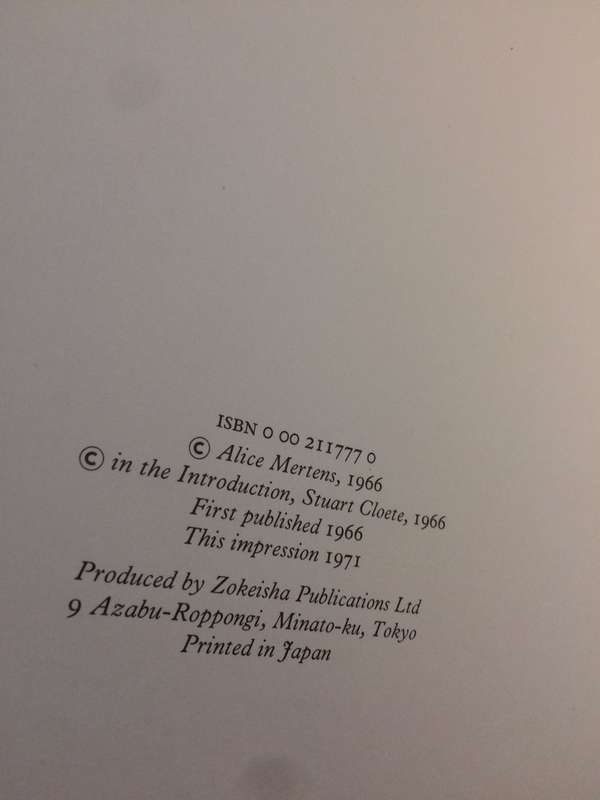 ISBN 0 00 211777 0
© Alice Mertens, 1966
© in the Introduction, Stuart Cloete, 1966
First published 1966
This impression 1971
Produced by Zokeisha Publications Ltd
9 Azabu-Roppongi, Minato-ku, Tokyo
Printed in Japan